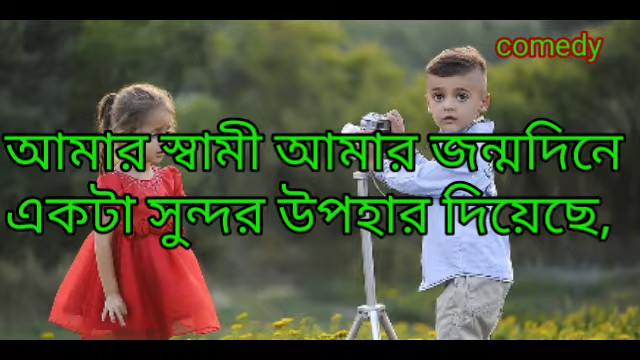 comedy
আমার স্বামী আমার জন্মদিনে
একটা সুন্দর উপহার দিয়েছে,